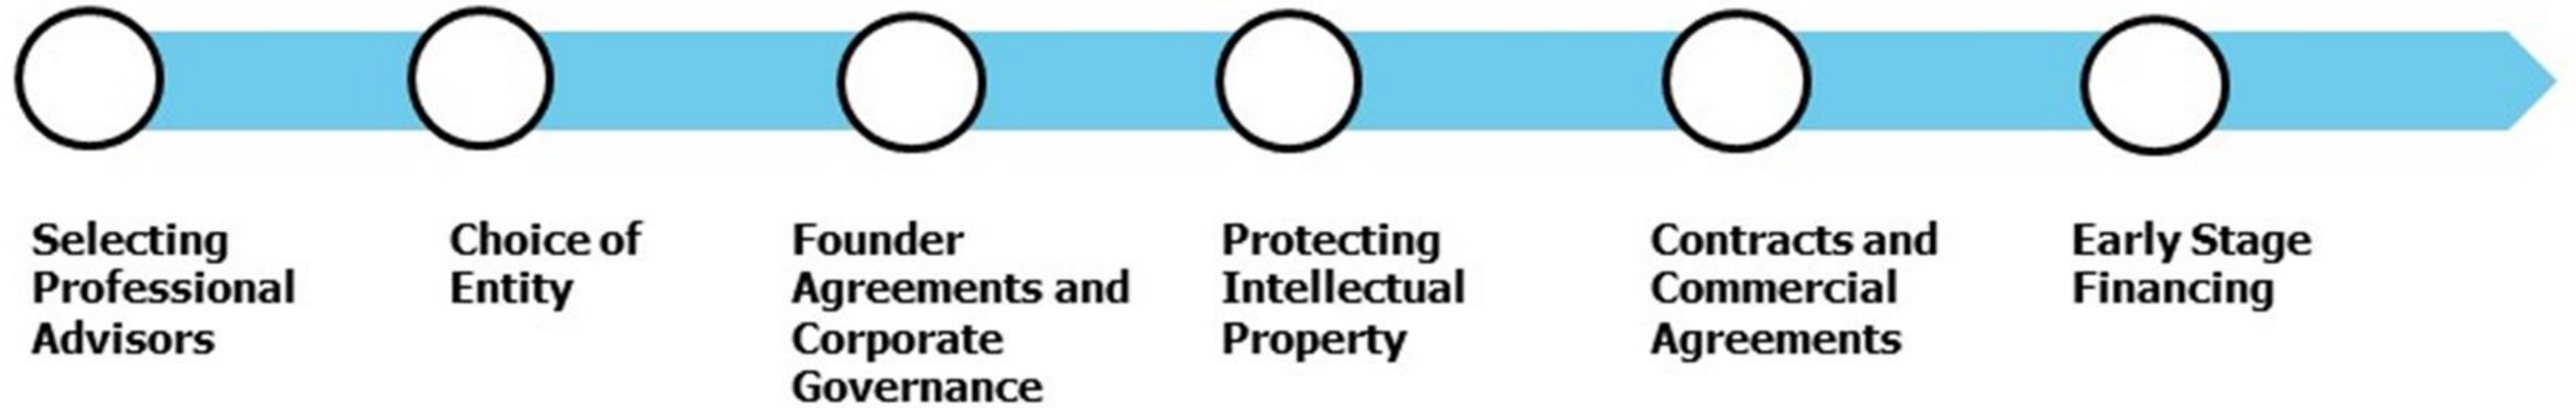 Selecting
Professional
Advisors
Choice of
Entity
Founder
Agreements and
Corporate
Governance
Protecting
Intellectual
Property
Contracts and
Commercial
Agreements
Early Stage
Financing